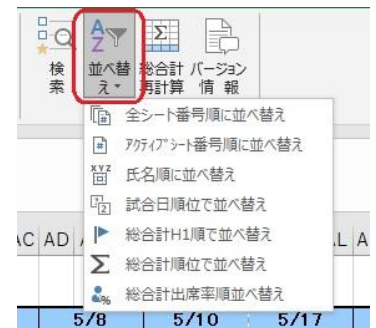 検
索
並べ替
え
総合計
再計算
バージョン
情 報
全シート番号順に並べ替え
ｱｸﾃｨﾌﾞｼｰﾄ番号順に並べ替え
氏名順に並べ替え
試合日順位で並べ替え
総合計H1順で並べ替え
総合計順位で並べ替え
総合計出席率順並べ替え
AC AD L
5/8 5/10 5/17